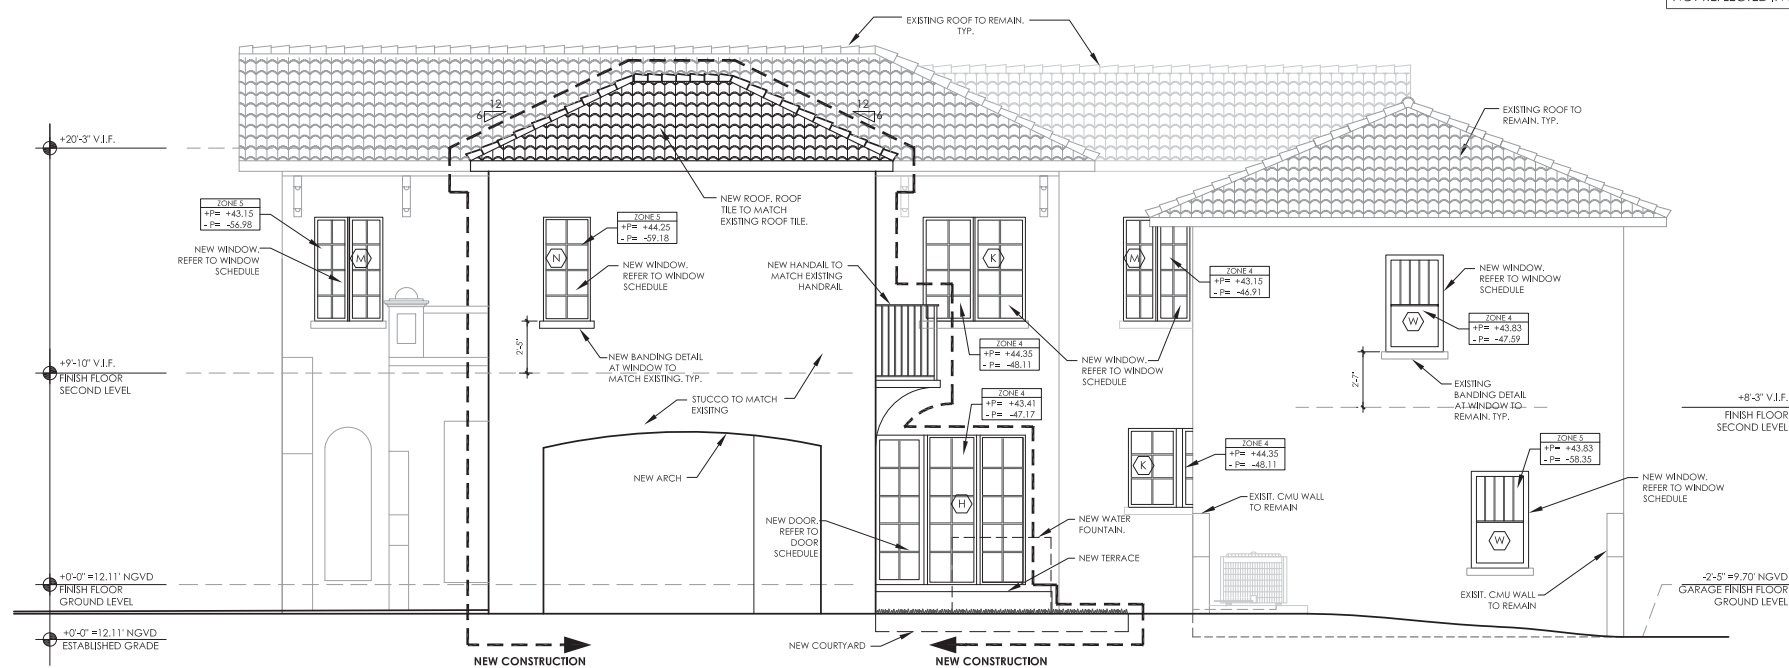 EXISTING ROOF TO REMAIN.
TYP.
12
6
12
6
EXISTING ROOF TO
REMAIN. TYP.
+20'-3" V.I.F.
NEW ROOF. ROOF
TILE TO MATCH
EXISTING ROOF TILE.
ZONE 5
+P= +43.15
- P= -56.98
NEW WINDOW.
REFER TO WINDOW
SCHEDULE
M
N
ZONE 5
+P= +44.25
- P= -59.18
NEW WINDOW.
REFER TO WINDOW
SCHEDULE
NEW HANDAIL TO
MATCH EXISTING
HANDRAIL
K
M
ZONE 4
+P= +43.15
- P= -46.91
NEW WINDOW.
REFER TO WINDOW
SCHEDULE
W
ZONE 4
+P= +43.83
- P= -47.59
2'-5"
NEW BANDING DETAIL
AT WINDOW TO
MATCH EXISTING. TYP.
ZONE 4
+P= +44.35
- P= -48.11
NEW WINDOW.
REFER TO WINDOW
SCHEDULE
2'-7"
EXISTING
BANDING DETAIL
AT WINDOW TO
REMAIN. TYP.
+9'-10" V.I.F.
FINISH FLOOR
SECOND LEVEL
STUCCO TO MATCH
EXISITNG
ZONE 4
+P= +43.41
- P= -47.17
+8'-3" V.I.F.
FINISH FLOOR
SECOND LEVEL
NEW ARCH
K
ZONE 4
+P= +44.35
- P= -48.11
ZONE 5
+P= +43.83
- P= -58.35
NEW WINDOW.
REFER TO WINDOW
SCHEDULE
W
EXISIT. CMU WALL
TO REMAIN
H
NEW DOOR.
REFER TO
DOOR
SCHEDULE
NEW WATER
FOUNTAIN.
NEW TERRACE
+0'-0" =12.11' NGVD
FINISH FLOOR
GROUND LEVEL
EXISIT. CMU WALL
TO REMAIN
-2'-5" =9.70' NGVD
GARAGE FINISH FLOOR
GROUND LEVEL
+0'-0" =12.11' NGVD
ESTABLISHED GRADE
NEW COURTYARD
NEW CONSTRUCTION
NEW CONSTRUCTION